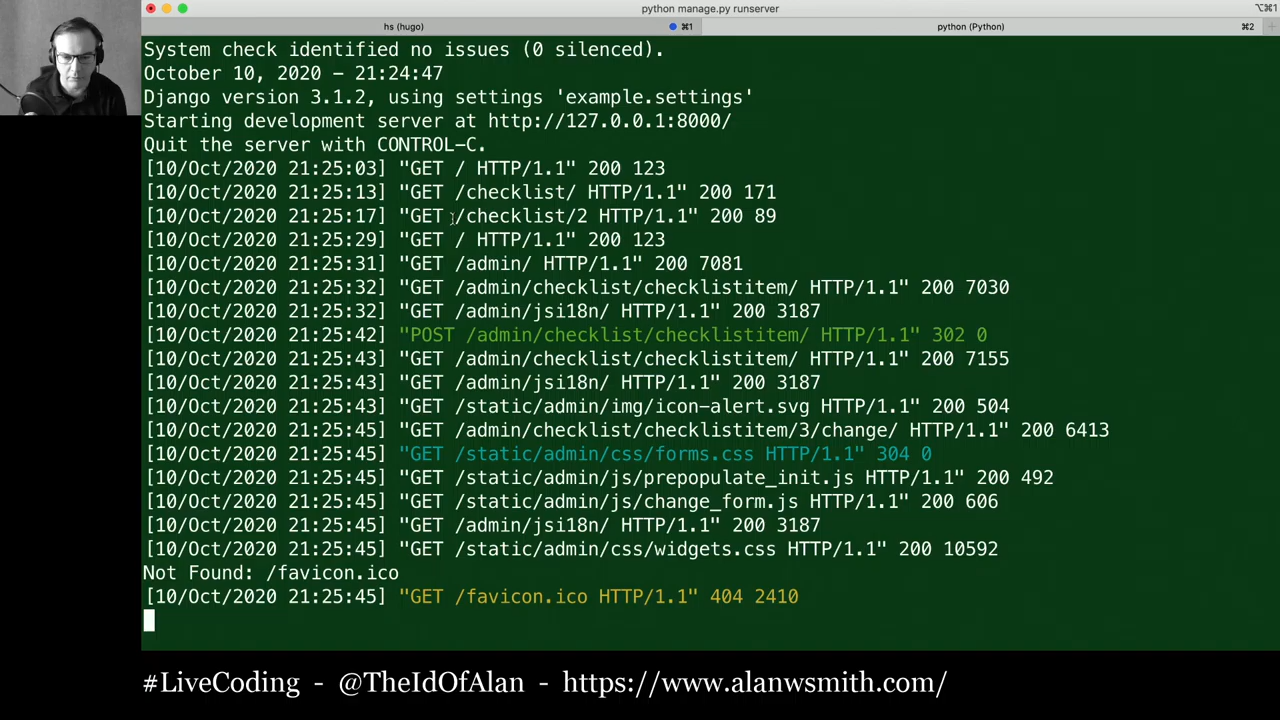 python manage.py runserver
⌥⌘1
hs (hugo)
⌘1
python (Python)
⌘2
System check identified no issues (0 silenced).
October 10, 2020 - 21:24:47
Django version 3.1.2, using settings 'example.settings'
Starting development server at http://127.0.0.1:8000/
Quit the server with CONTROL-C.
[10/Oct/2020 21:25:03] "GET / HTTP/1.1" 200 123
[10/Oct/2020 21:25:13] "GET /checklist/ HTTP/1.1" 200 171
[10/Oct/2020 21:25:17] "GET /checklist/2 HTTP/1.1" 200 89
[10/Oct/2020 21:25:29] "GET / HTTP/1.1" 200 123
[10/Oct/2020 21:25:31] "GET /admin/ HTTP/1.1" 200 7081
[10/Oct/2020 21:25:32] "GET /admin/checklist/checklistitem/ HTTP/1.1" 200 7030
[10/Oct/2020 21:25:32] "GET /admin/jsi18n/ HTTP/1.1" 200 3187
[10/Oct/2020 21:25:42] "POST /admin/checklist/checklistitem/ HTTP/1.1" 302 0
[10/Oct/2020 21:25:43] "GET /admin/checklist/checklistitem/ HTTP/1.1" 200 7155
[10/Oct/2020 21:25:43] "GET /admin/jsi18n/ HTTP/1.1" 200 3187
[10/Oct/2020 21:25:43] "GET /static/admin/img/icon-alert.svg HTTP/1.1" 200 504
[10/Oct/2020 21:25:45] "GET /admin/checklist/checklistitem/3/change/ HTTP/1.1" 200 6413
[10/Oct/2020 21:25:45] "GET /static/admin/css/forms.css HTTP/1.1" 304 0
[10/Oct/2020 21:25:45] "GET /static/admin/js/prepopulate_init.js HTTP/1.1" 200 492
[10/Oct/2020 21:25:45] "GET /static/admin/js/change_form.js HTTP/1.1" 200 606
[10/Oct/2020 21:25:45] "GET /admin/jsi18n/ HTTP/1.1" 200 3187
[10/Oct/2020 21:25:45] "GET /static/admin/css/widgets.css HTTP/1.1" 200 10592
Not Found: /favicon.ico
[10/Oct/2020 21:25:45] "GET /favicon.ico HTTP/1.1" 404 2410
#LiveCoding - @TheIdOfAlan - https://www.alanwsmith.com/